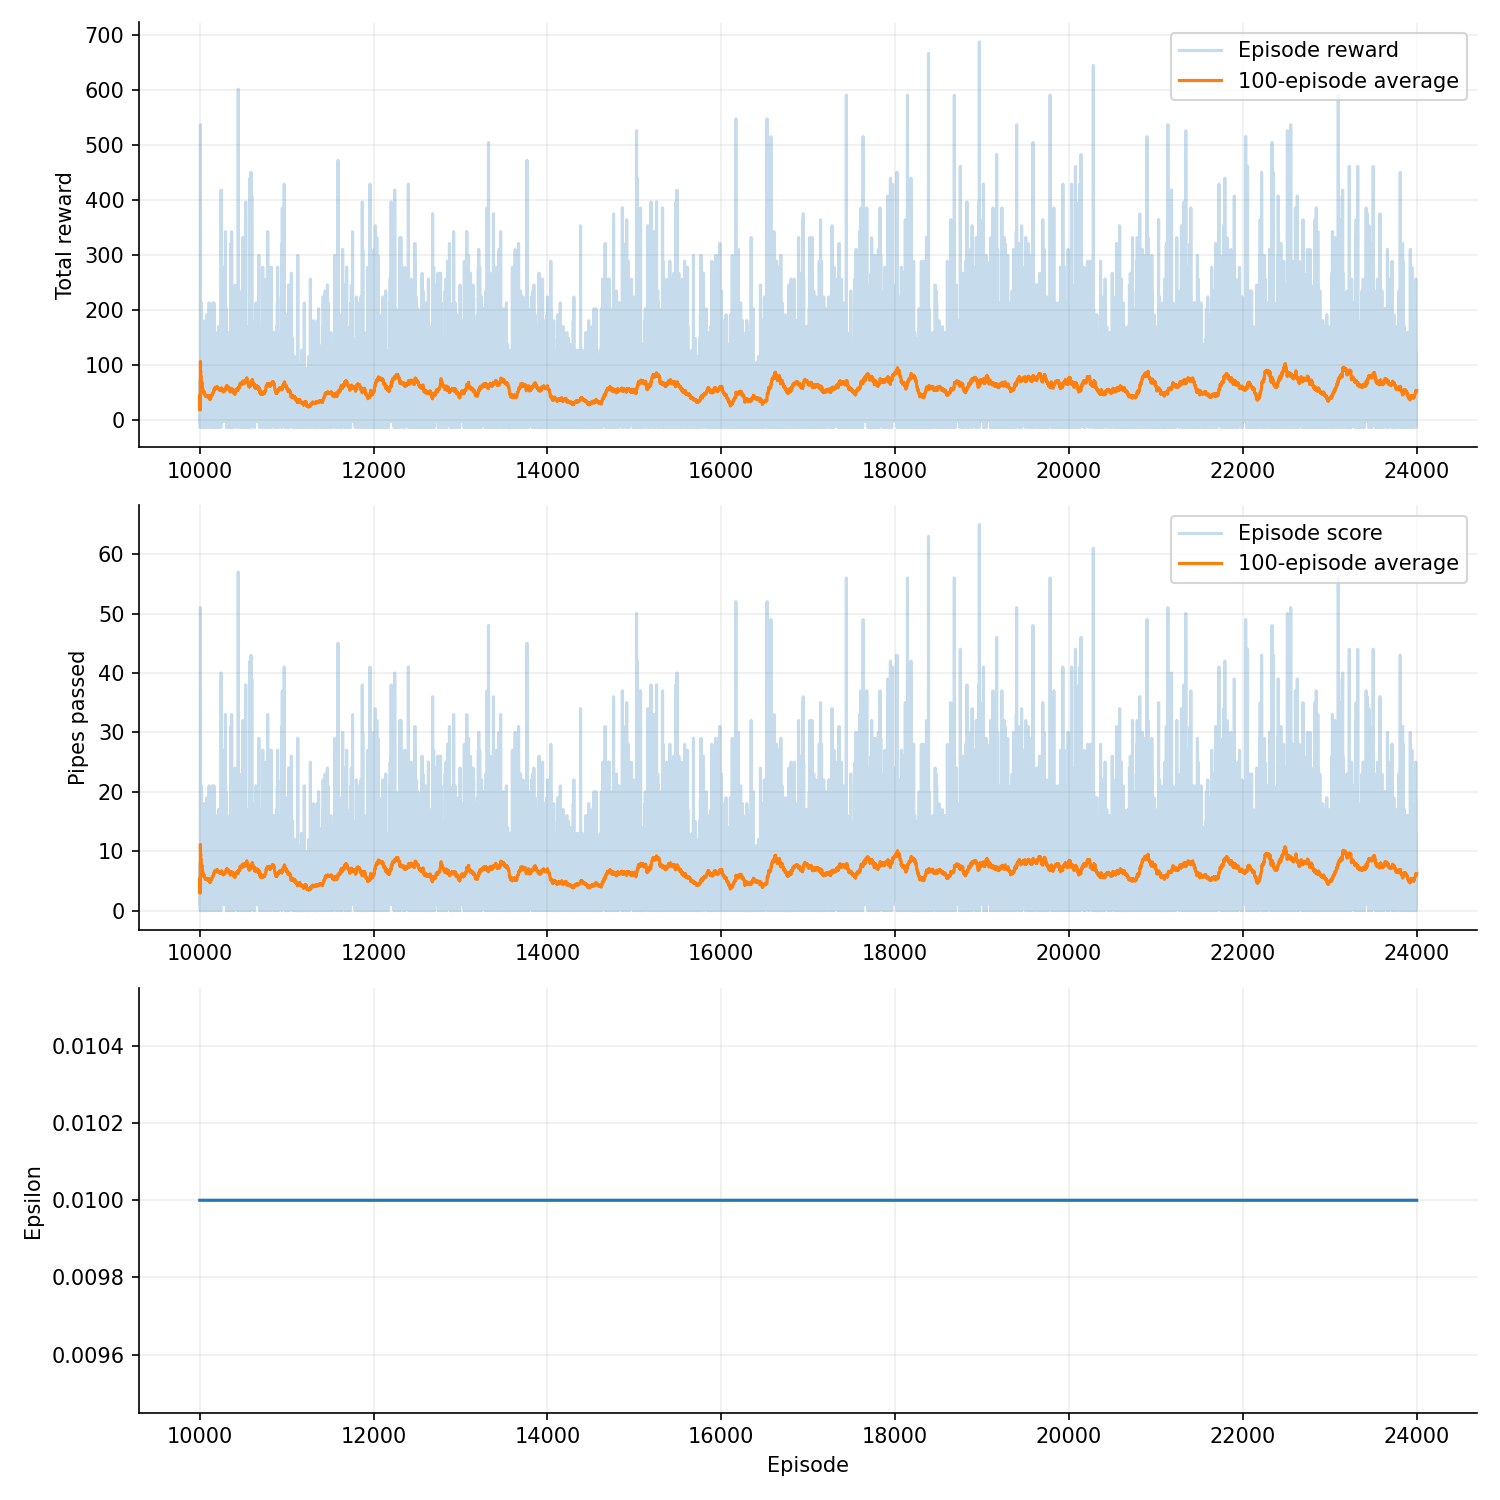 700
600
500
400
300
200
100
0
Total reward
Episode reward
100-episode average
10000 12000 14000 16000 18000 20000 22000 24000
60
50
40
30
20
10
0
Pipes passed
Episode score
100-episode average
10000 12000 14000 16000 18000 20000 22000 24000
0.0104
0.0102
0.0100
0.0098
0.0096
Epsilon
10000 12000 14000 16000 18000 20000 22000 24000
Episode